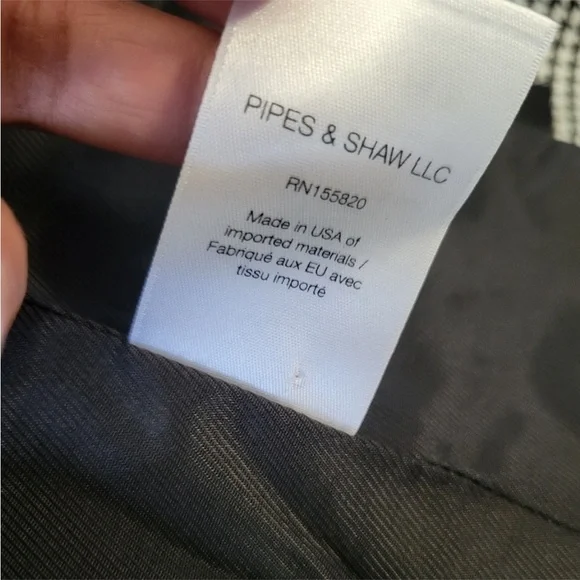 PIPES & SHAW LLC
RN155820
Made in USA of
imported materials /
Fabriqué aux EU avec
tissu importé